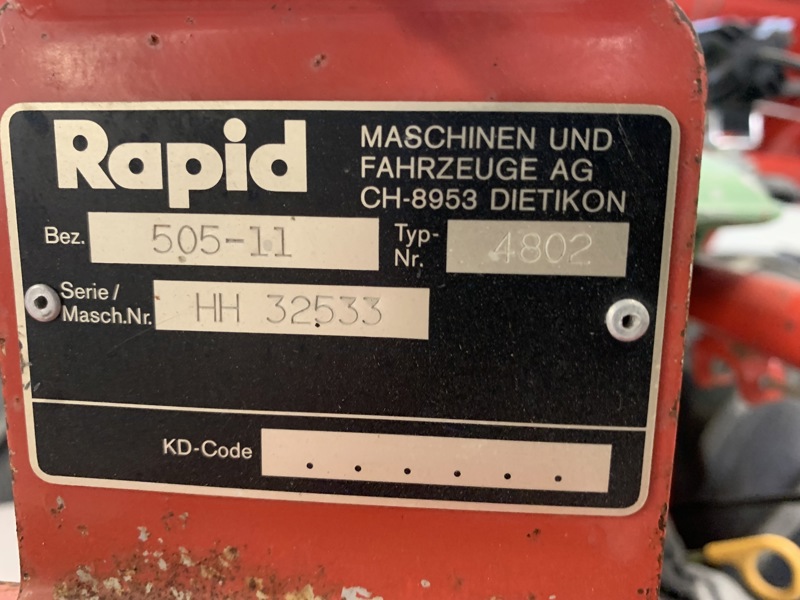 Rapid
MASCHINEN UND
FAHRZEUGE AG
CH-8953 DIETIKON
Bez. 505-11
Typ-
Nr. 4802
Serie/
Masch.Nr. HH 32533
KD-Code